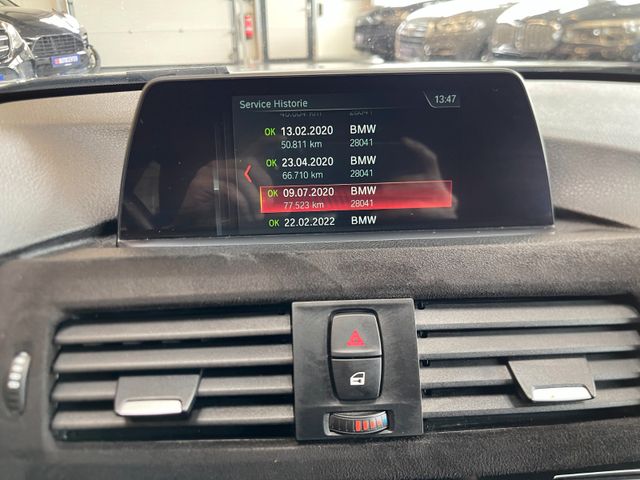 Service Historie 13:47
OK 13.02.2020 BMW
50.811 km 28041
OK 23.04.2020 BMW
66.710 km 28041
OK 09.07.2020 BMW
77.523 km 28041
OK 22.02.2022 BMW